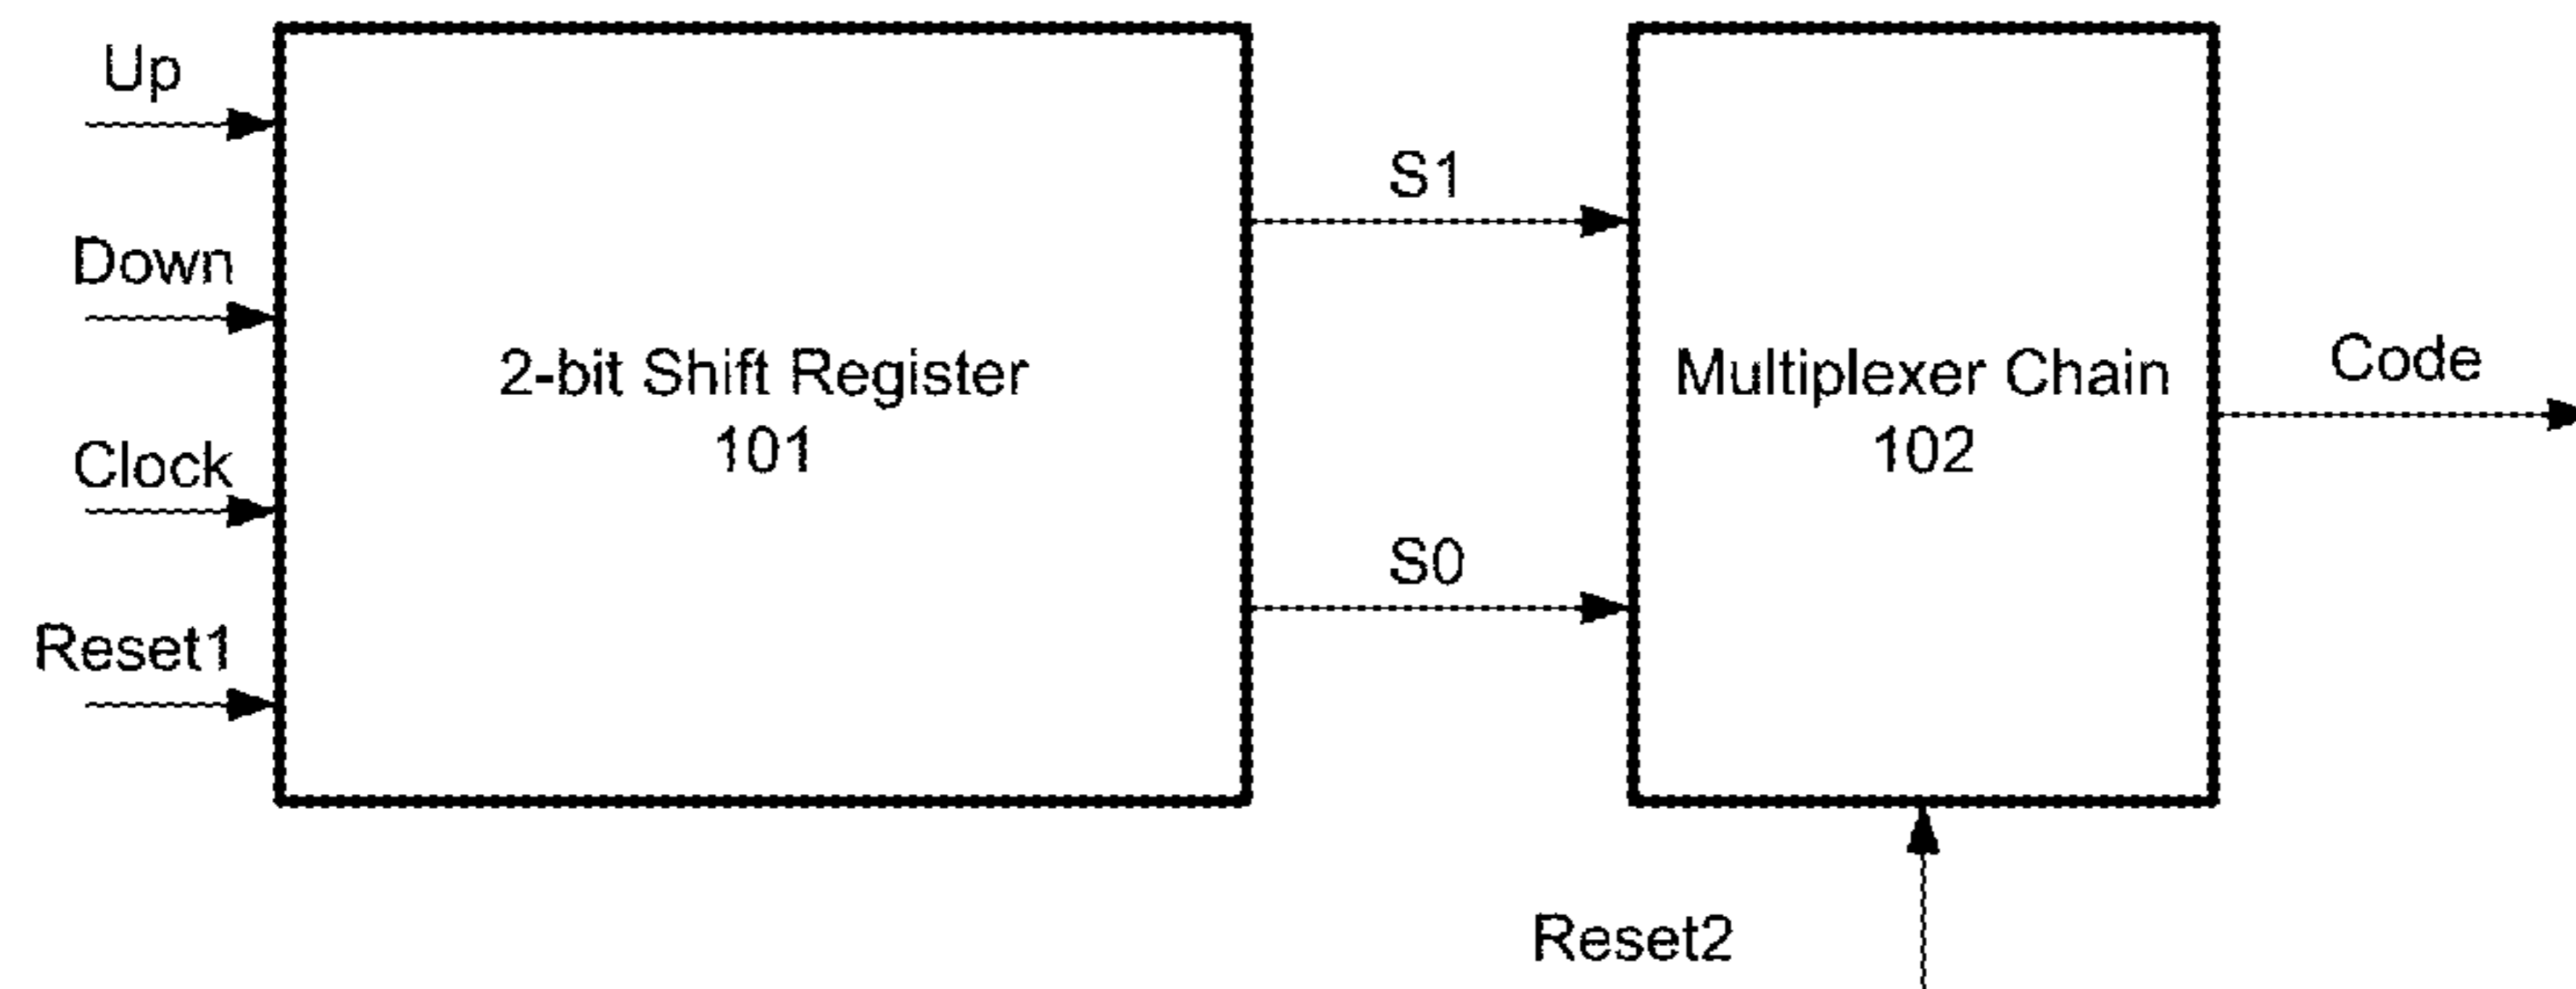 Up
Down
Clock
Reset1
2-bit Shift Register
101
S1
S0
Multiplexer Chain
102
Code
Reset2